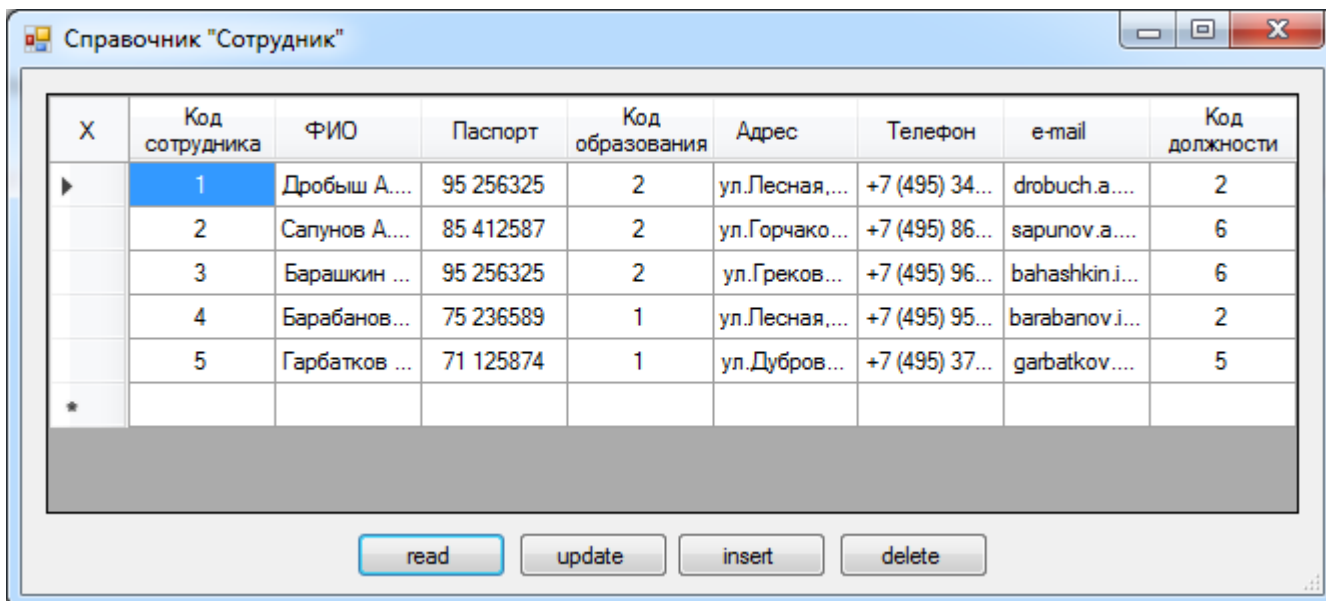 Справочник "Сотрудник"
X Код сотрудника ФИО Паспорт Код образования Адрес Телефон e-mail Код должности
1 Дробыш А.... 95 256325 2 ул.Лесная,... +7 (495) 34... drobuch.a.... 2
2 Сапунов А.... 85 412587 2 ул.Горчако... +7 (495) 86... sapunov.a.... 6
3 Барашкин ... 95 256325 2 ул.Греков... +7 (495) 96... bahashkin.i... 6
4 Барабанов... 75 236589 1 ул.Лесная,... +7 (495) 95... barabanov.i... 2
5 Гарбатков ... 71 125874 1 ул.Дубров... +7 (495) 37... garbatkov.... 5
*
read update insert delete